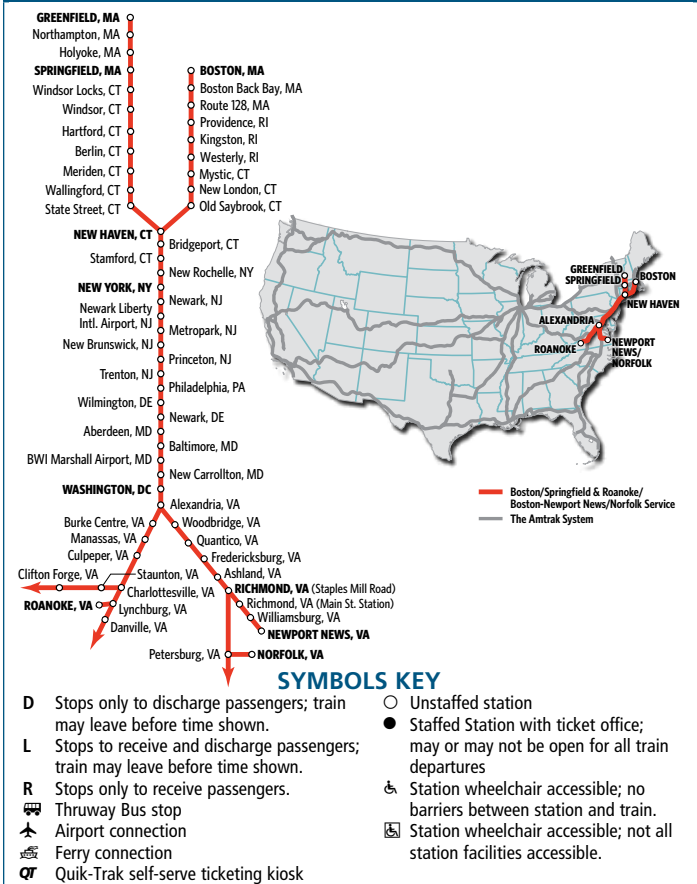 GREENFIELD, MA
Northampton, MA
Holyoke, MA
SPRINGFIELD, MA
Windsor Locks, CT
Windsor, CT
Hartford, CT
Berlin, CT
Meriden, CT
Wallingford, CT
State Street, CT
BOSTON, MA
Boston Back Bay, MA
Route 128, MA
Providence, RI
Kingston, RI
Westerly, RI
Mystic, CT
New London, CT
Old Saybrook, CT
NEW HAVEN, CT
Bridgeport, CT
Stamford, CT
New Rochelle, NY
NEW YORK, NY
Newark, NJ
Newark Liberty
Intl. Airport, NJ
Metropark, NJ
New Brunswick, NJ
Princeton, NJ
Trenton, NJ
Philadelphia, PA
Wilmington, DE
Newark, DE
Aberdeen, MD
Baltimore, MD
BWI Marshall Airport, MD
New Carrollton, MD
WASHINGTON, DC
Alexandria, VA
Burke Centre, VA
Manassas, VA
Culpeper, VA
Clifton Forge, VA
Staunton, VA
Charlottesville, VA
ROANOKE, VA
Lynchburg, VA
Danville, VA
Woodbridge, VA
Quantico, VA
Fredericksburg, VA
Ashland, VA
RICHMOND, VA (Staples Mill Road)
Richmond, VA (Main St. Station)
Williamsburg, VA
NEWPORT NEWS, VA
Petersburg, VA
NORFOLK, VA
GREENFIELD
SPRINGFIELD
BOSTON
NEW HAVEN
ALEXANDRIA
ROANOKE
NEWPORT
NEWS/
NORFOLK
Boston/Springfield & Roanoke/
Boston-Newport News/Norfolk Service
The Amtrak System
SYMBOLS KEY
D Stops only to discharge passengers; train
may leave before time shown.
L Stops to receive and discharge passengers;
train may leave before time shown.
R Stops only to receive passengers.
Thruway Bus stop
Airport connection
Ferry connection
QT Quik-Trak self-serve ticketing kiosk
Unstaffed station
Staffed Station with ticket office;
may or may not be open for all train
departures
Station wheelchair accessible; no
barriers between station and train.
Station wheelchair accessible; not all
station facilities accessible.